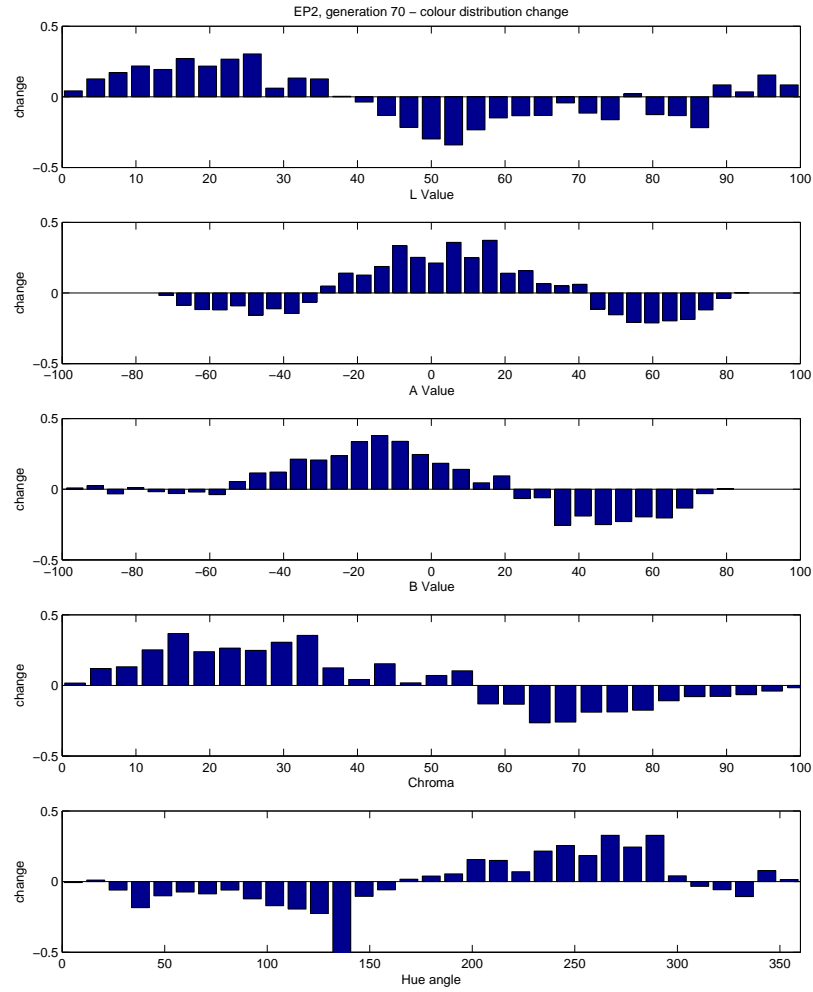 EP2, generation 70 − colour distribution change
0.5
0
−0.5
change
0 10 20 30 40 50 60 70 80 90 100
L Value
0.5
0
−0.5
change
−100 −80 −60 −40 −20 0 20 40 60 80 100
A Value
0.5
0
−0.5
change
−100 −80 −60 −40 −20 0 20 40 60 80 100
B Value
0.5
0
−0.5
change
0 10 20 30 40 50 60 70 80 90 100
Chroma
0.5
0
−0.5
change
0 50 100 150 200 250 300 350
Hue angle